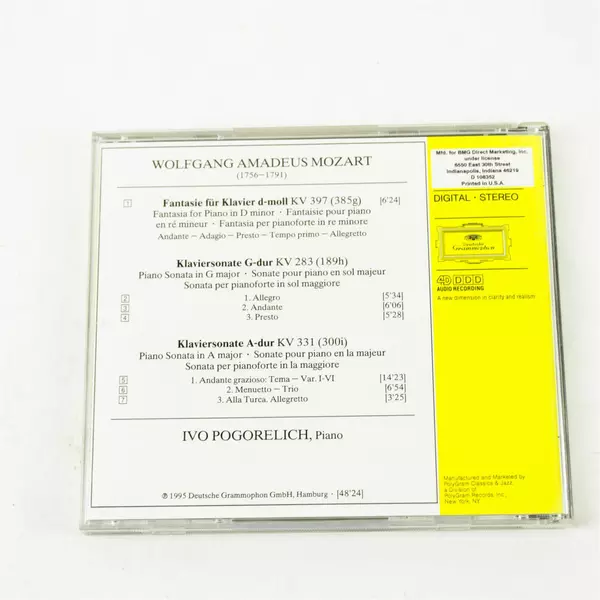 WOLFGANG AMADEUS MOZART
(1756–1791)
1 Fantasie für Klavier d-moll KV 397 (385g) [6'24]
Fantasia for Piano in D minor · Fantaisie pour piano
en ré mineur · Fantasia per pianoforte in re minore
Andante – Adagio – Presto – Tempo primo – Allegretto
Klaviersonate G-dur KV 283 (189h)
Piano Sonata in G major · Sonate pour piano en sol majeur
Sonata per pianoforte in sol maggiore
2 1. Allegro [5'34]
3 2. Andante [6'06]
4 3. Presto [5'28]
Klaviersonate A-dur KV 331 (300i)
Piano Sonata in A major · Sonate pour piano en la majeur
Sonata per pianoforte in la maggiore
5 1. Andante grazioso: Tema – Var. I-VI [14'23]
6 2. Menuetto – Trio [6'54]
7 3. Alla Turca. Allegretto [3'25]
IVO POGORELICH, Piano
℗ 1995 Deutsche Grammophon GmbH, Hamburg · [48'24]
Mfd. for BMG Direct Marketing, Inc.
under license
6550 East 30th Street
Indianapolis, Indiana 46219
D 106352
Printed in U.S.A.
DIGITAL · STEREO
Deutsche
Grammophon
4D DDD
AUDIO RECORDING
A new dimension in clarity and realism
Manufactured and Marketed by
PolyGram Classics & Jazz,
a Division of
PolyGram Records, Inc.,
New York, NY